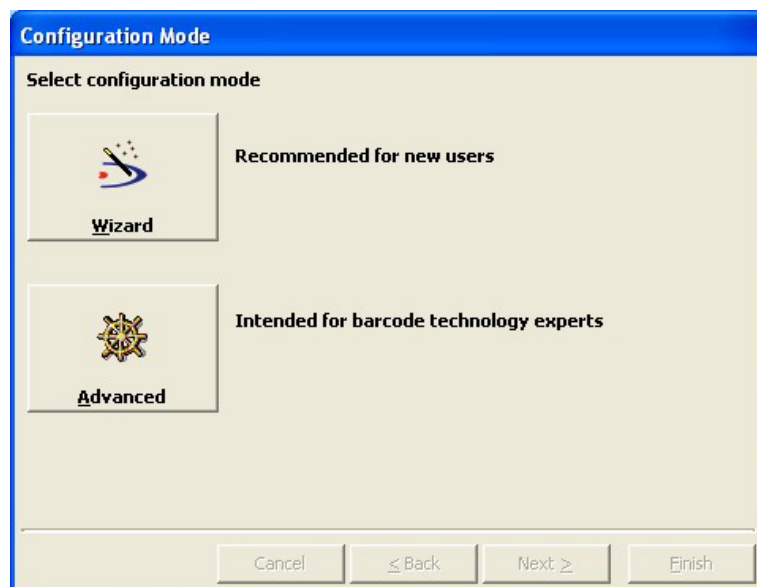 Configuration Mode
Select configuration mode
Recommended for new users
Wizard
Intended for barcode technology experts
Advanced
Cancel
< Back
Next >
Finish